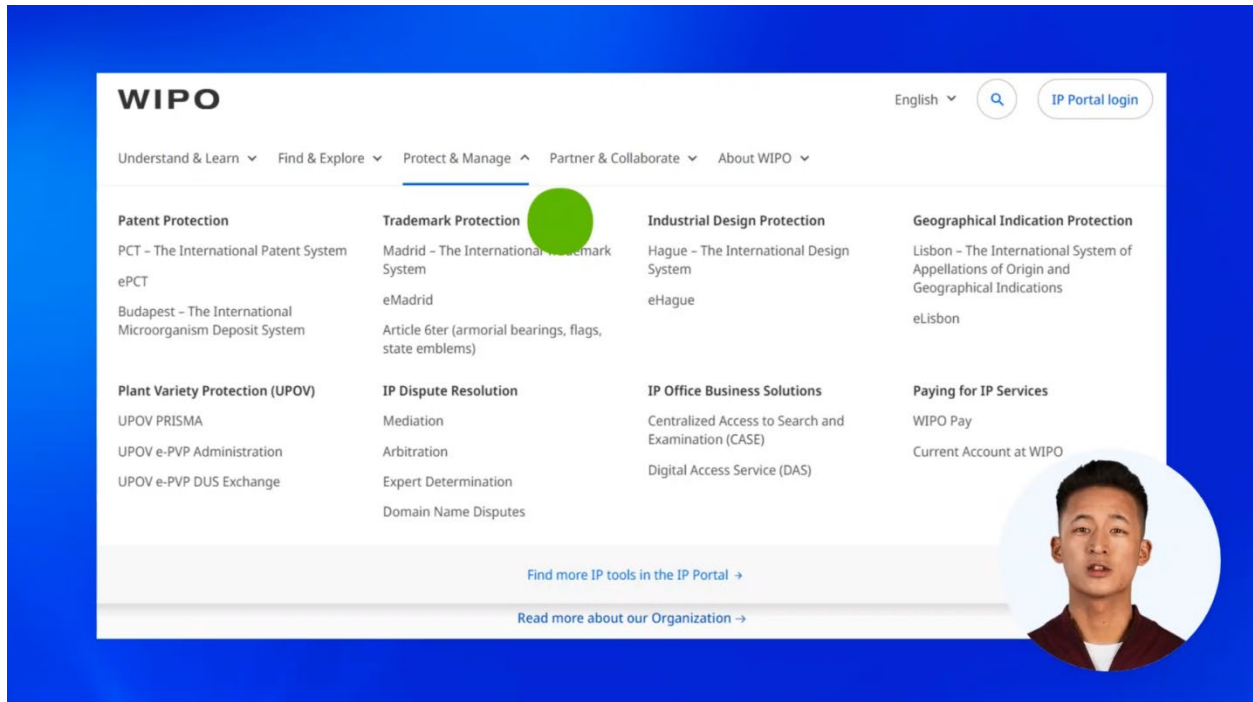 WIPO
English
IP Portal login
Understand & Learn
Find & Explore
Protect & Manage
Partner & Collaborate
About WIPO
Patent Protection
PCT – The International Patent System
ePCT
Budapest – The International
Microorganism Deposit System
Trademark Protection
Madrid – The International
System
eMadrid
Article 6ter (armorial bearings, flags,
state emblems)
Industrial Design Protection
Hague – The International Design
System
eHague
Geographical Indication Protection
Lisbon – The International System of
Appellations of Origin and
Geographical Indications
eLisbon
Plant Variety Protection (UPOV)
UPOV PRISMA
UPOV e-PVP Administration
UPOV e-PVP DUS Exchange
IP Dispute Resolution
Mediation
Arbitration
Expert Determination
Domain Name Disputes
IP Office Business Solutions
Centralized Access to Search and
Examination (CASE)
Digital Access Service (DAS)
Paying for IP Services
WIPO Pay
Current Account at WIPO
Find more IP tools in the IP Portal →
Read more about our Organization →